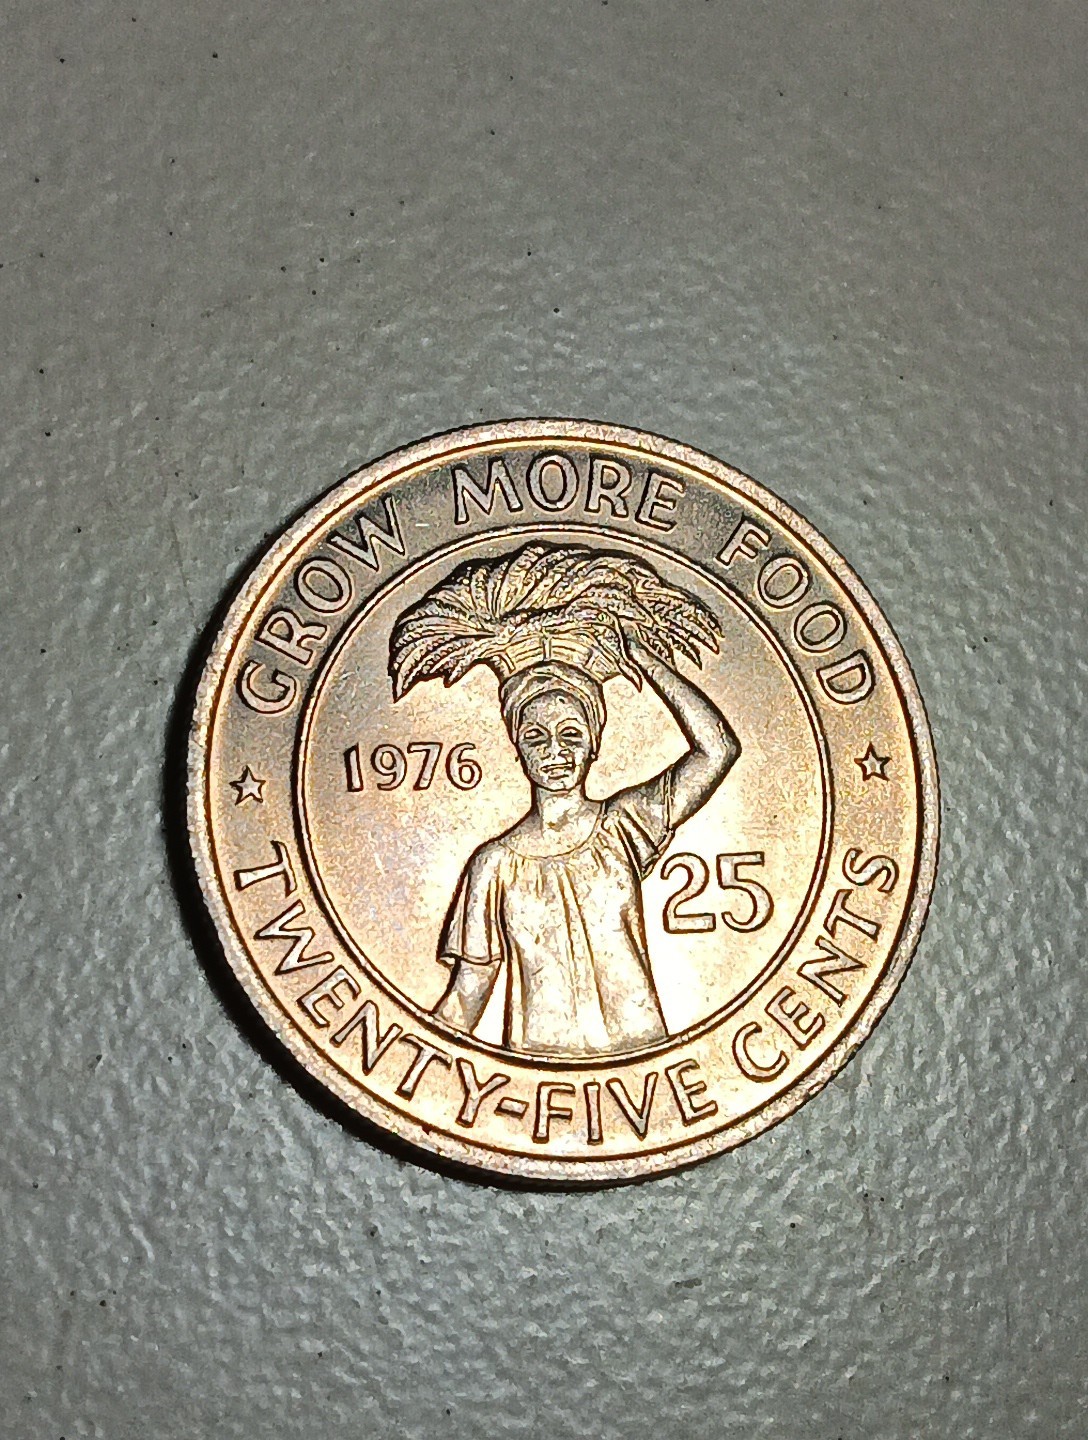 GROW MORE FOOD
1976
25
TWENTY-FIVE CENTS